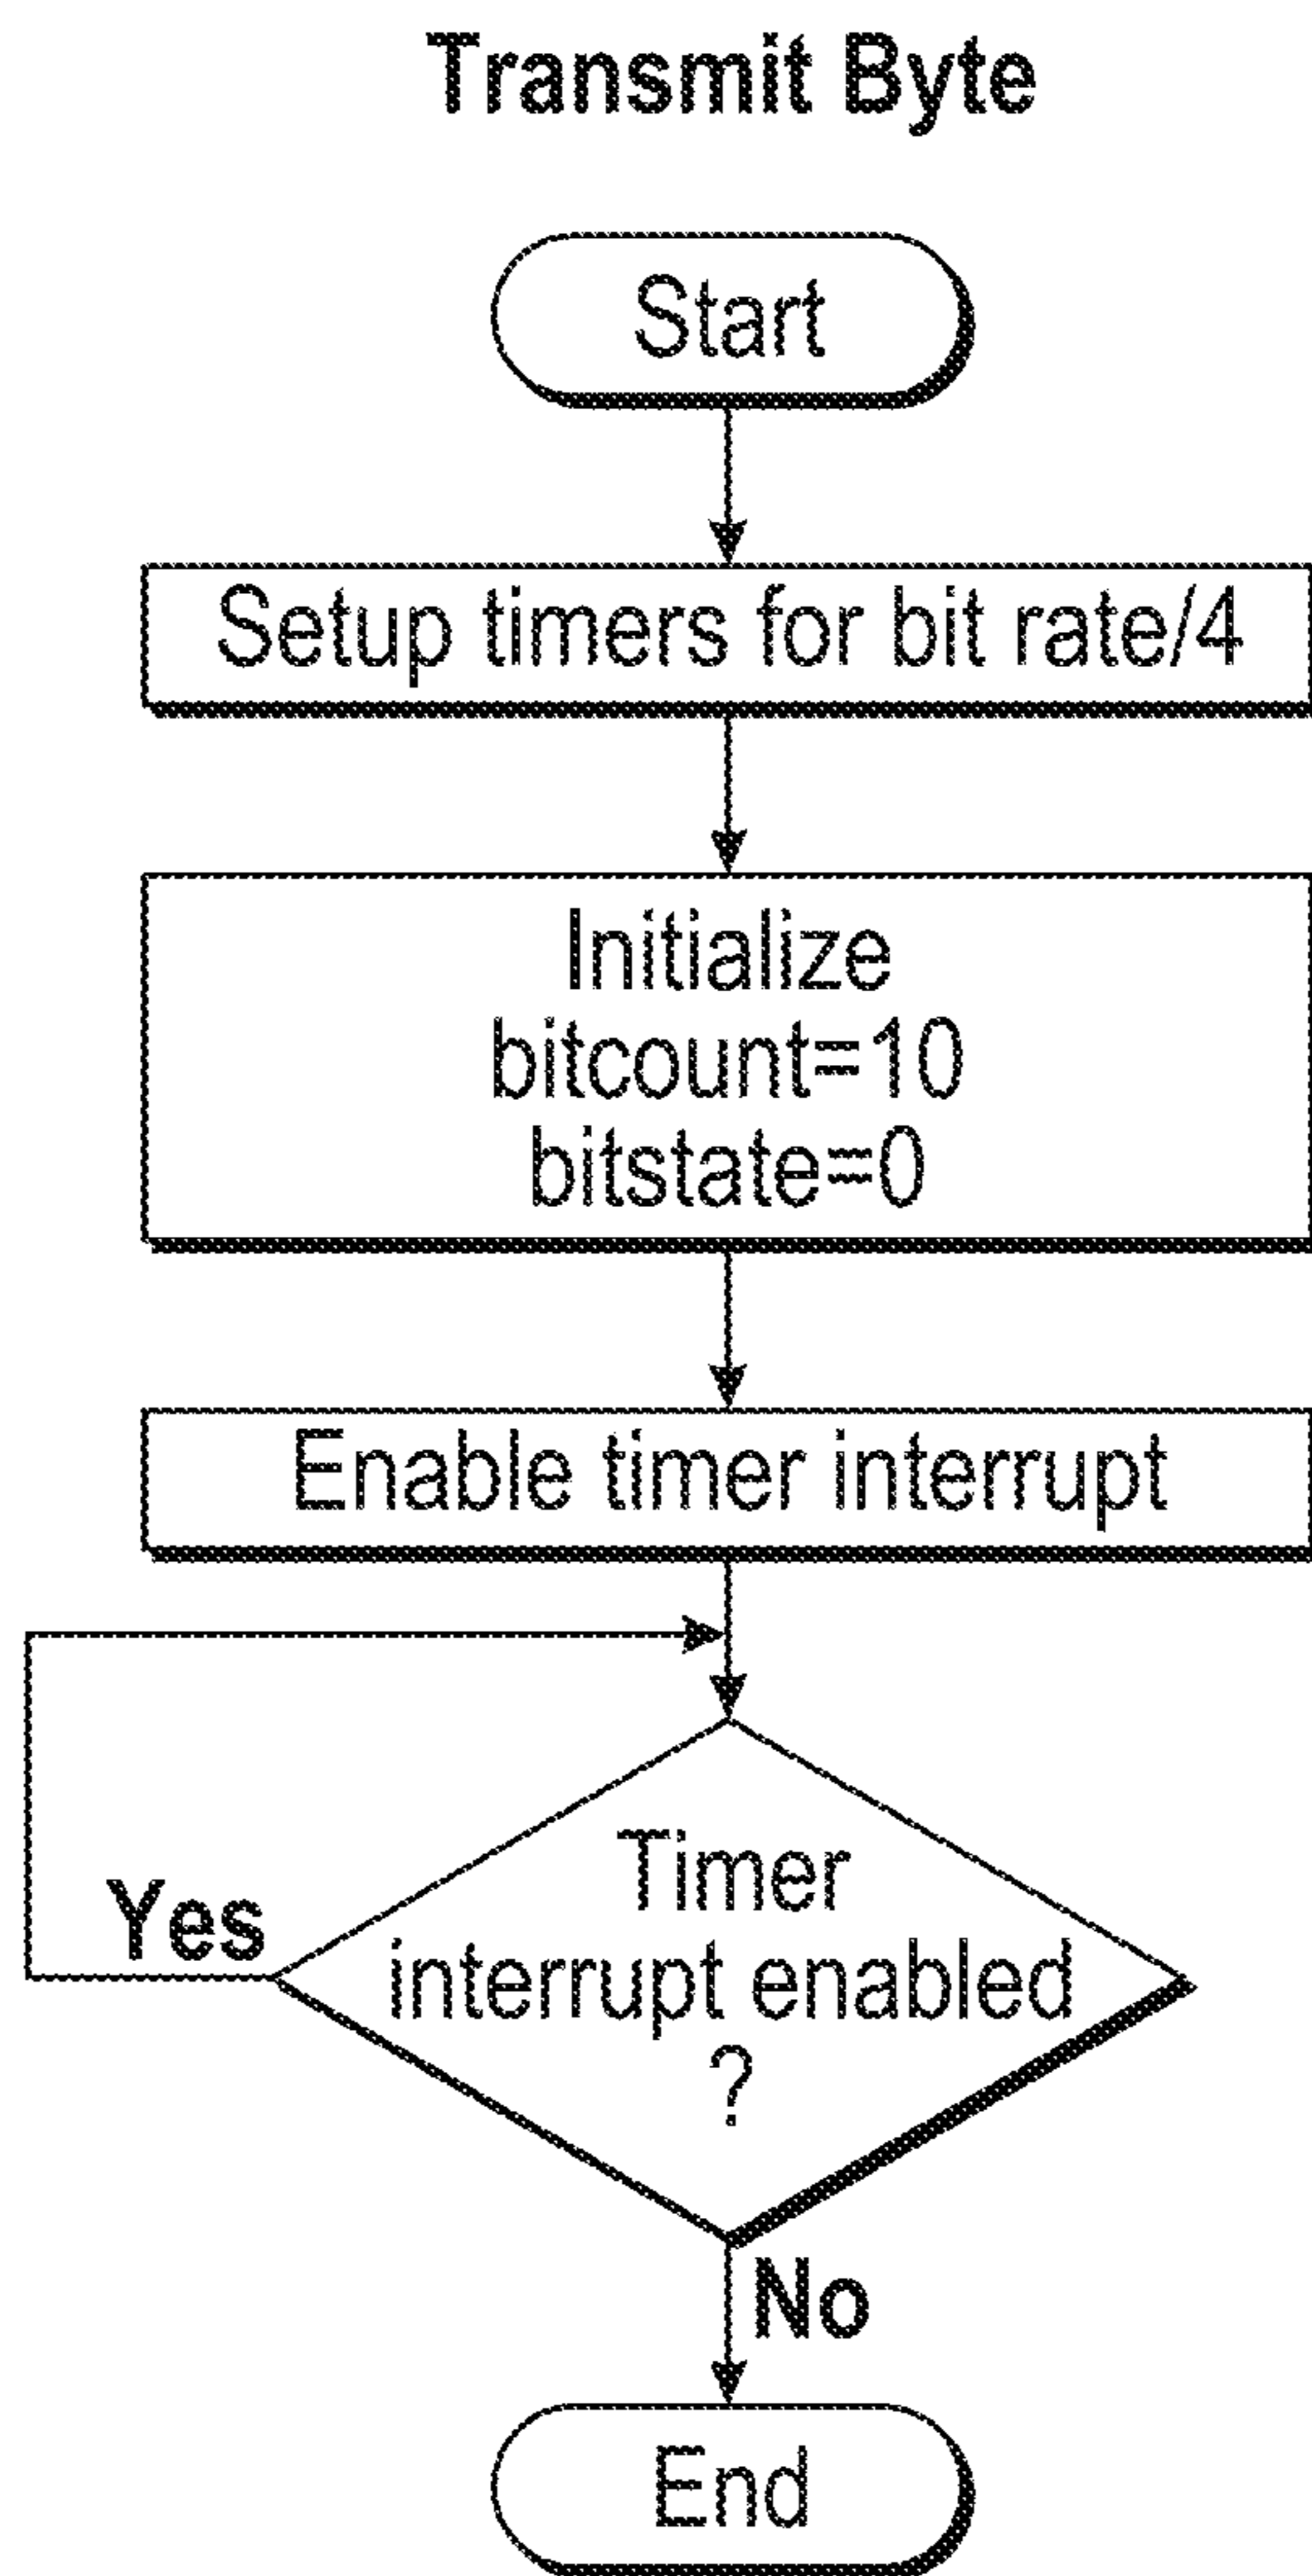 Transmit Byte
Start
Setup timers for bit rate/4
Initialize
bitcount=10
bitstate=0
Enable timer interrupt
Timer
interrupt enabled
?
Yes
No
End